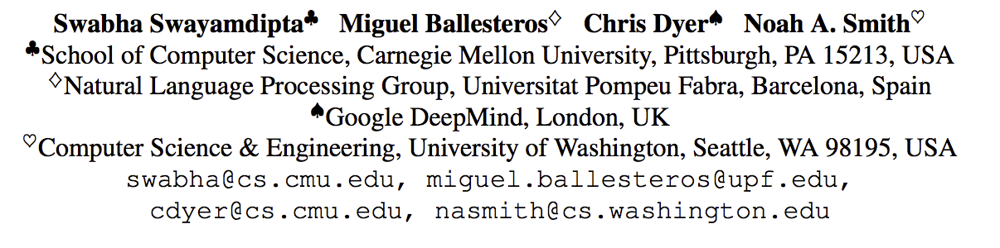 Swabha Swayamdipta♣ Miguel Ballesteros♢ Chris Dyer♠ Noah A. Smith♡
♣School of Computer Science, Carnegie Mellon University, Pittsburgh, PA 15213, USA
♢Natural Language Processing Group, Universitat Pompeu Fabra, Barcelona, Spain
♠Google DeepMind, London, UK
♡Computer Science & Engineering, University of Washington, Seattle, WA 98195, USA
swabha@cs.cmu.edu, miguel.ballesteros@upf.edu,
cdyer@cs.cmu.edu, nasmith@cs.washington.edu